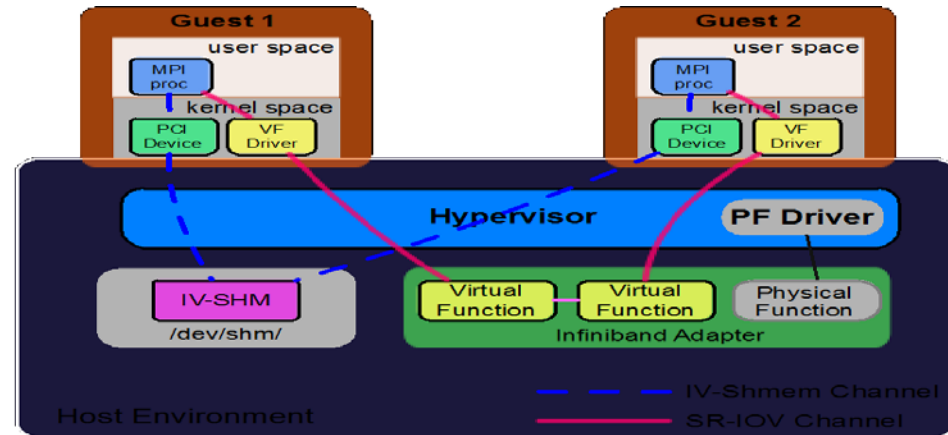 Guest 1
user space
MPI
proc
kernel space
PCI
Device
VF
Driver
Guest 2
user space
MPI
proc
kernel space
PCI
Device
VF
Driver
Hypervisor
PF Driver
IV-SHM
/dev/shm/
Virtual
Function
Virtual
Function
Physical
Function
Infiniband Adapter
IV-Shmem Channel
SR-IOV Channel
Host Environment